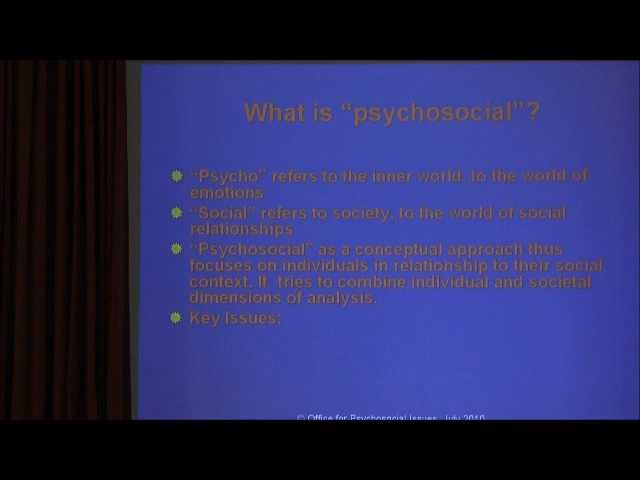 What is “psychosocial”?
“Psycho” refers to the inner world, to the world of
emotions
“Social” refers to society, to the world of social
relationships
“Psychosocial” as a conceptual approach thus
focuses on individuals in relationship to their social
context. It tries to combine individual and societal
dimensions of analysis.
Key Issues:
© Office for Psychosocial Issues, July 2010